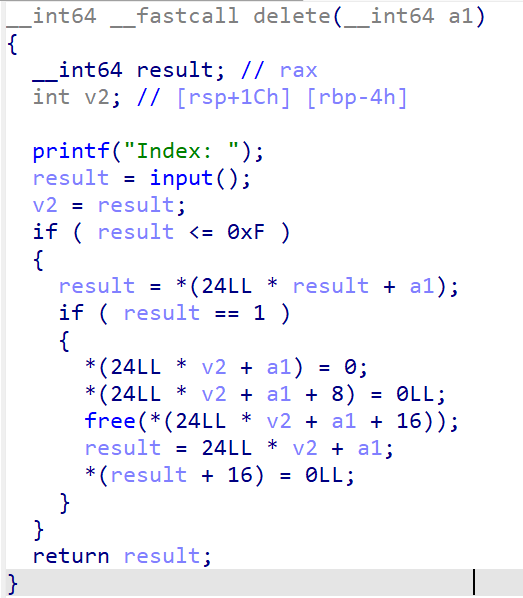 __int64 __fastcall delete(__int64 a1)
{
  __int64 result; // rax
  int v2; // [rsp+1Ch] [rbp-4h]

  printf("Index: ");
  result = input();
  v2 = result;
  if ( result <= 0xF )
  {
    result = *(24LL * result + a1);
    if ( result == 1 )
    {
      *(24LL * v2 + a1) = 0;
      *(24LL * v2 + a1 + 8) = 0LL;
      free(*(24LL * v2 + a1 + 16));
      result = 24LL * v2 + a1;
      *(result + 16) = 0LL;
    }
  }
  return result;
}